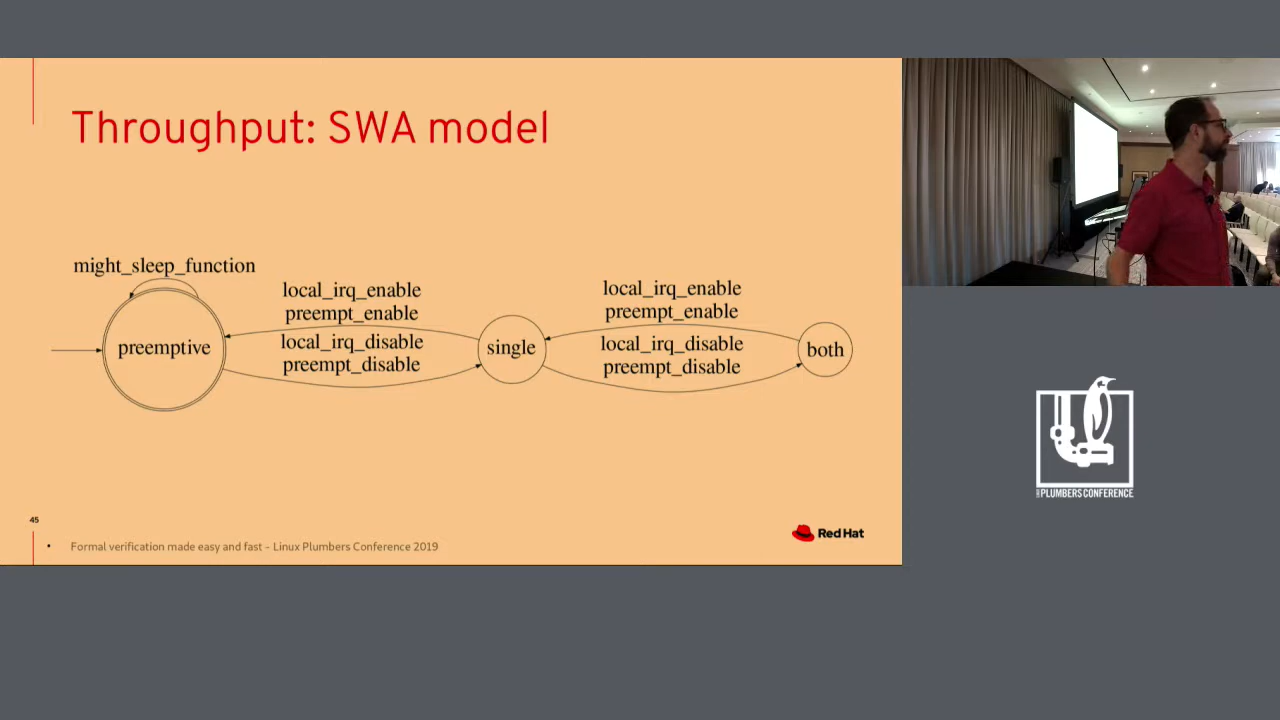 Throughput: SWA model
might_sleep_function
preemptive
local_irq_enable
preempt_enable
local_irq_disable
preempt_disable
single
local_irq_enable
preempt_enable
local_irq_disable
preempt_disable
both
45
Formal verification made easy and fast - Linux Plumbers Conference 2019
Red Hat
PLUMBERS CONFERENCE